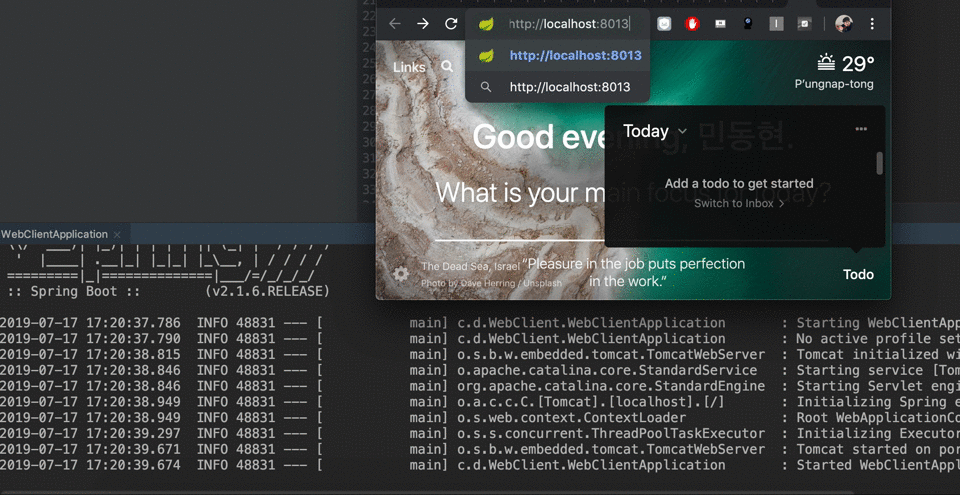 http://localhost:8013
http://localhost:8013
http://localhost:8013
Links
29°
P'ungnap-tong
Good evening, 민동현.
Today
What is your main focus for today?
Add a todo to get started
Switch to Inbox >
The Dead Sea, Israel
Photo by Dave Herring / Unsplash
“Pleasure in the job puts perfection
in the work.”
Todo
WebClientApplication
:: Spring Boot ::        (v2.1.6.RELEASE)
2019-07-17 17:20:37.786  INFO 48831 --- [           main] c.d.WebClient.WebClientApplication       : Starting WebClientApp
2019-07-17 17:20:37.790  INFO 48831 --- [           main] c.d.WebClient.WebClientApplication       : No active profile set
2019-07-17 17:20:38.815  INFO 48831 --- [           main] o.s.b.w.embedded.tomcat.TomcatWebServer  : Tomcat initialized wi
2019-07-17 17:20:38.846  INFO 48831 --- [           main] o.apache.catalina.core.StandardService   : Starting service [Tom
2019-07-17 17:20:38.846  INFO 48831 --- [           main] org.apache.catalina.core.StandardEngine  : Starting Servlet engi
2019-07-17 17:20:38.949  INFO 48831 --- [           main] o.a.c.c.C.[Tomcat].[localhost].[/]       : Initializing Spring e
2019-07-17 17:20:38.949  INFO 48831 --- [           main] o.s.web.context.ContextLoader            : Root WebApplicationCo
2019-07-17 17:20:39.297  INFO 48831 --- [           main] o.s.s.concurrent.ThreadPoolTaskExecutor  : Initializing Executor
2019-07-17 17:20:39.671  INFO 48831 --- [           main] o.s.b.w.embedded.tomcat.TomcatWebServer  : Tomcat started on por
2019-07-17 17:20:39.674  INFO 48831 --- [           main] c.d.WebClient.WebClientApplication       : Started WebClientAppl